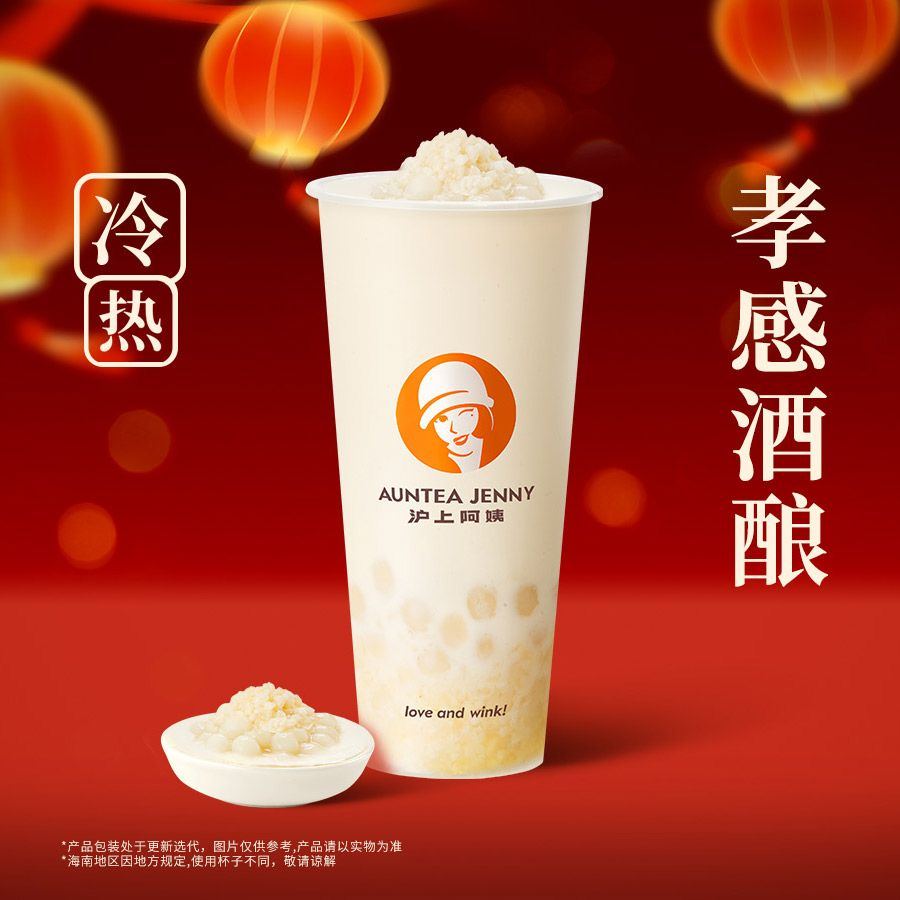 冷
热
孝感酒酿
AUNTEA JENNY
沪上阿姨
love and wink!
*产品包装处于更新迭代，图片仅供参考,产品请以实物为准
*海南地区因地方规定,使用杯子不同，敬请谅解